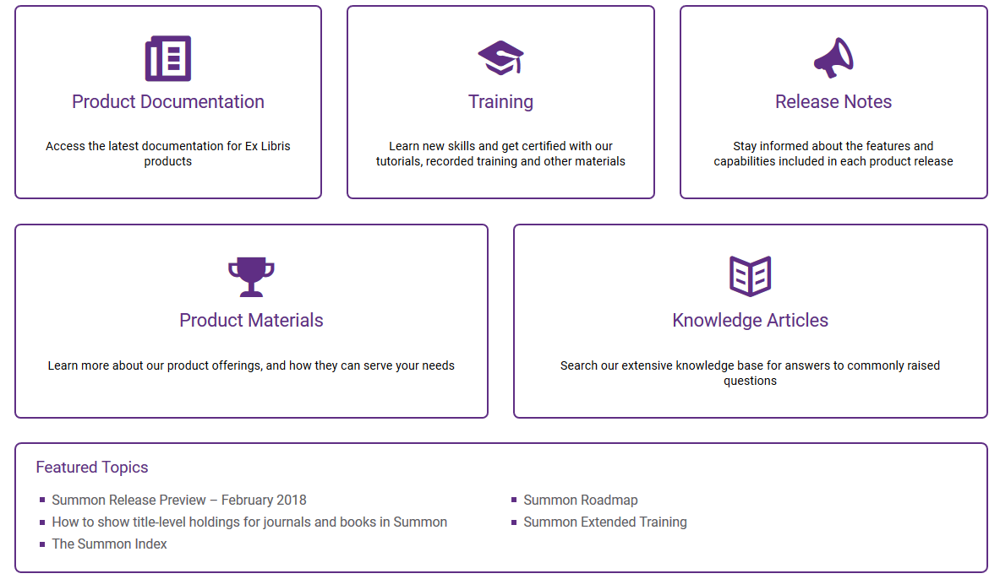 Product Documentation
Access the latest documentation for Ex Libris
products
Training
Learn new skills and get certified with our
tutorials, recorded training and other materials
Release Notes
Stay informed about the features and
capabilities included in each product release
Product Materials
Learn more about our product offerings, and how they can serve your needs
Knowledge Articles
Search our extensive knowledge base for answers to commonly raised
questions
Featured Topics
Summon Release Preview – February 2018
How to show title-level holdings for journals and books in Summon
The Summon Index
Summon Roadmap
Summon Extended Training